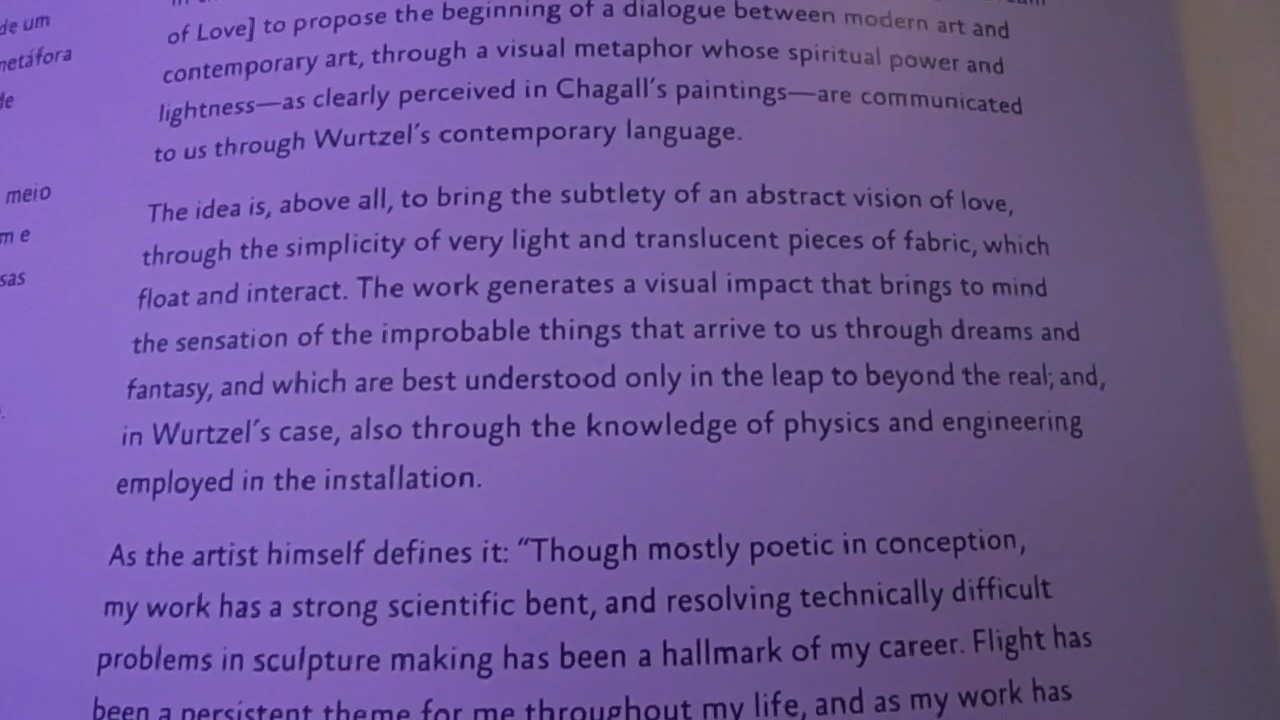 de um
metáfora
de
meio
m e
sas
of Love] to propose the beginning of a dialogue between modern art and
contemporary art, through a visual metaphor whose spiritual power and
lightness—as clearly perceived in Chagall's paintings—are communicated
to us through Wurtzel's contemporary language.
The idea is, above all, to bring the subtlety of an abstract vision of love,
through the simplicity of very light and translucent pieces of fabric, which
float and interact. The work generates a visual impact that brings to mind
the sensation of the improbable things that arrive to us through dreams and
fantasy, and which are best understood only in the leap to beyond the real; and,
in Wurtzel's case, also through the knowledge of physics and engineering
employed in the installation.
As the artist himself defines it: “Though mostly poetic in conception,
my work has a strong scientific bent, and resolving technically difficult
problems in sculpture making has been a hallmark of my career. Flight has
been a persistent theme for me throughout my life, and as my work has